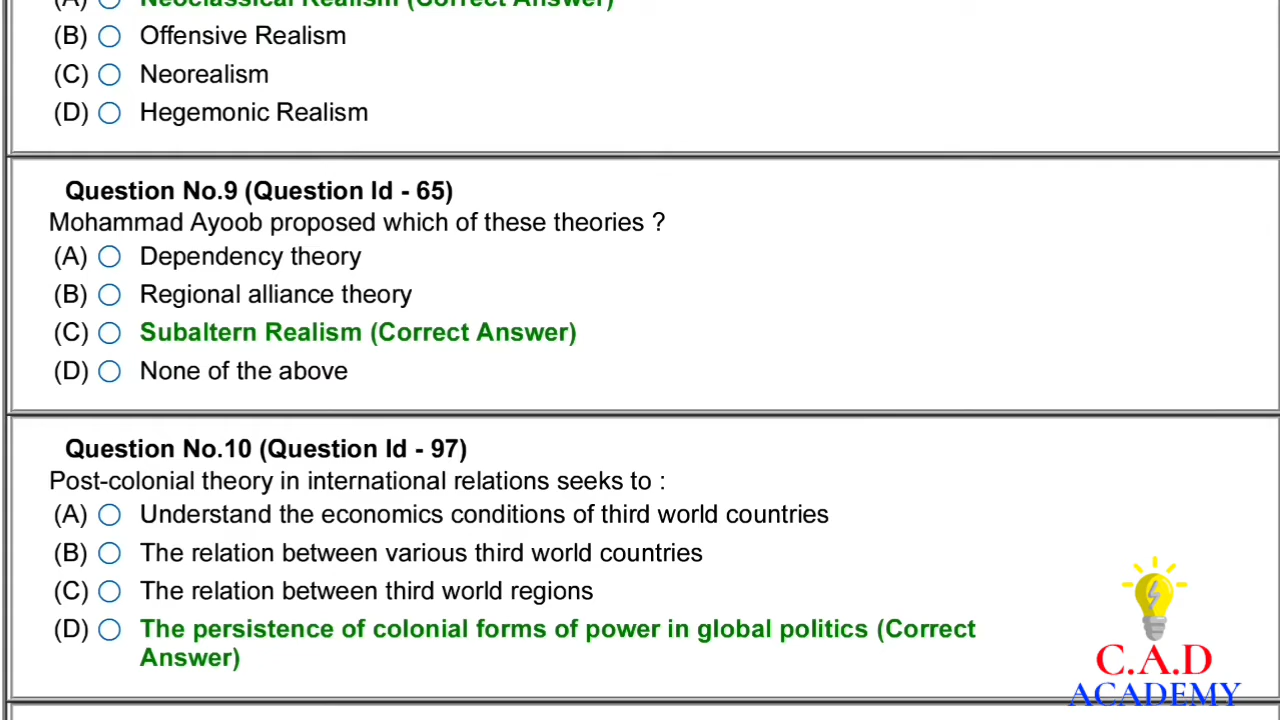 (A) Neoclassical Realism (Correct Answer)
(B) Offensive Realism
(C) Neorealism
(D) Hegemonic Realism
Question No.9 (Question Id - 65)
Mohammad Ayoob proposed which of these theories ?
(A) Dependency theory
(B) Regional alliance theory
(C) Subaltern Realism (Correct Answer)
(D) None of the above
Question No.10 (Question Id - 97)
Post-colonial theory in international relations seeks to :
(A) Understand the economics conditions of third world countries
(B) The relation between various third world countries
(C) The relation between third world regions
(D) The persistence of colonial forms of power in global politics (Correct
Answer)
C.A.D
ACADEMY